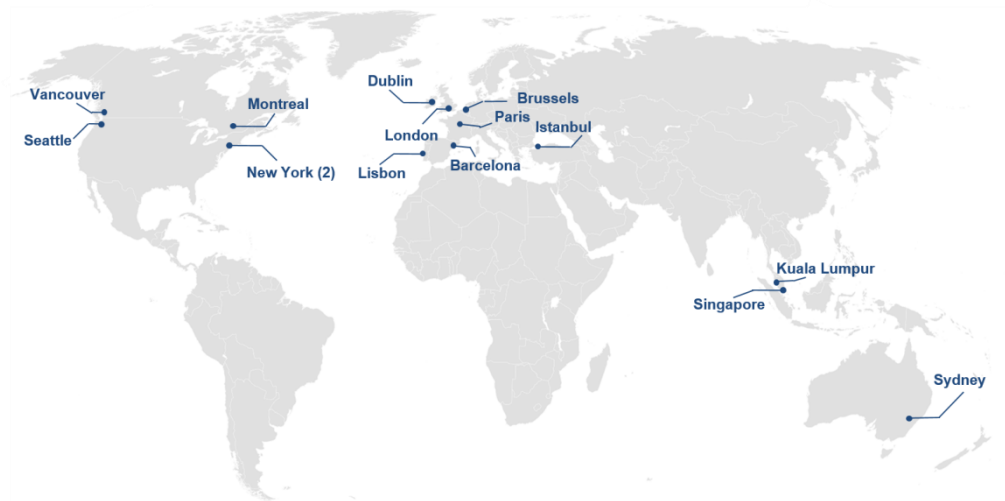 Vancouver
Seattle
Montreal
New York (2)
Dublin
London
Lisbon
Brussels
Paris
Istanbul
Barcelona
Kuala Lumpur
Singapore
Sydney